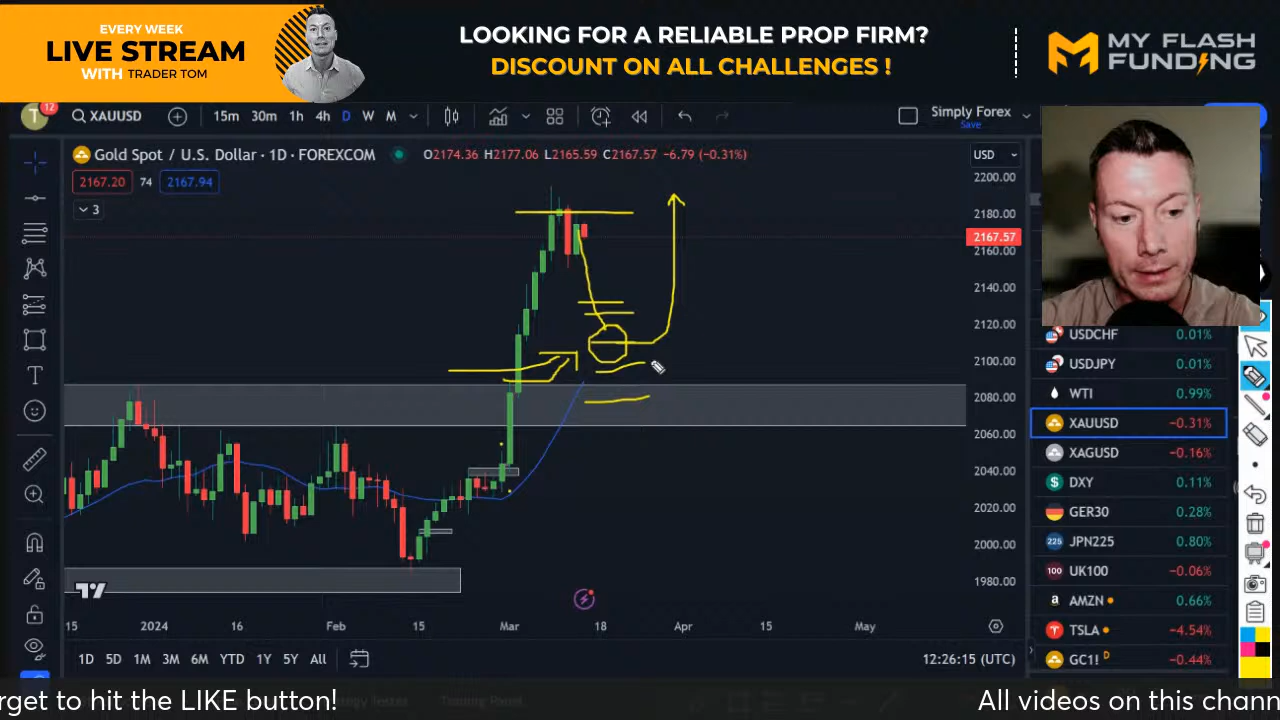 EVERY WEEK
LIVE STREAM
WITH TRADER TOM
LOOKING FOR A RELIABLE PROP FIRM?
DISCOUNT ON ALL CHALLENGES !
MY FLASH
FUNDING
T
12
XAUUSD
15m 30m 1h 4h D W M
Simply Forex
Save
Gold Spot / U.S. Dollar · 1D · FOREXCOM
O2174.36 H2177.06 L2165.59 C2167.57 -6.79 (-0.31%)
USD
2167.20 74 2167.94
3
2200.00
2180.00
2167.57
2160.00
2140.00
2120.00
2100.00
2080.00
2060.00
2040.00
2020.00
2000.00
1980.00
USDCHF 0.01%
USDJPY 0.01%
WTI 0.99%
XAUUSD −0.31%
XAGUSD −0.16%
DXY 0.11%
GER30 0.28%
225 JPN225 0.80%
100 UK100 −0.06%
AMZN 0.66%
TSLA −4.54%
GC1! D −0.44%
15 2024 16 Feb 15 Mar 18 Apr 15 May
1D 5D 1M 3M 6M YTD 1Y 5Y All
12:26:15 (UTC)
rget to hit the LIKE button!
All videos on this chann